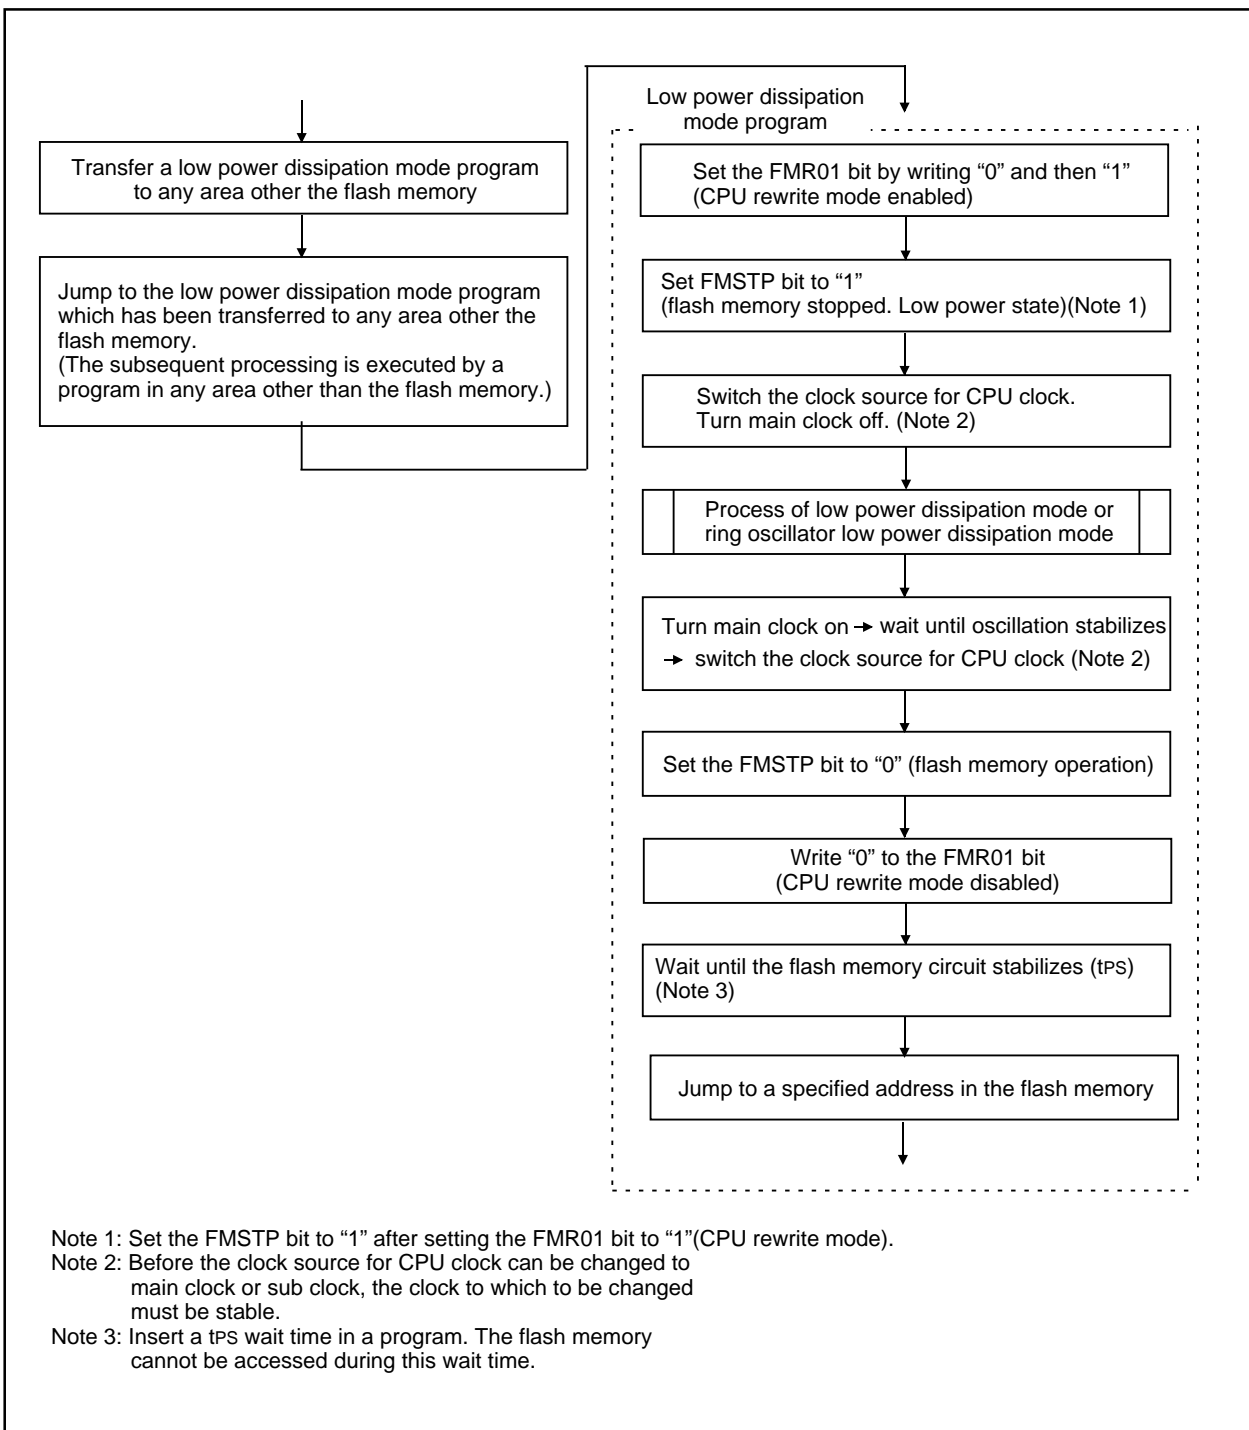 Transfer a low power dissipation mode program
to any area other the flash memory
Jump to the low power dissipation mode program
which has been transferred to any area other the
flash memory.
(The subsequent processing is executed by a
program in any area other than the flash memory.)
Low power dissipation
mode program
Set the FMR01 bit by writing “0” and then “1”
(CPU rewrite mode enabled)
Set FMSTP bit to “1”
(flash memory stopped. Low power state)(Note 1)
Switch the clock source for CPU clock.
Turn main clock off. (Note 2)
Process of low power dissipation mode or
ring oscillator low power dissipation mode
Turn main clock on → wait until oscillation stabilizes
→ switch the clock source for CPU clock (Note 2)
Set the FMSTP bit to “0” (flash memory operation)
Write “0” to the FMR01 bit
(CPU rewrite mode disabled)
Wait until the flash memory circuit stabilizes (tPS)
(Note 3)
Jump to a specified address in the flash memory
Note 1: Set the FMSTP bit to “1” after setting the FMR01 bit to “1”(CPU rewrite mode).
Note 2: Before the clock source for CPU clock can be changed to
main clock or sub clock, the clock to which to be changed
must be stable.
Note 3: Insert a tPS wait time in a program. The flash memory
cannot be accessed during this wait time.